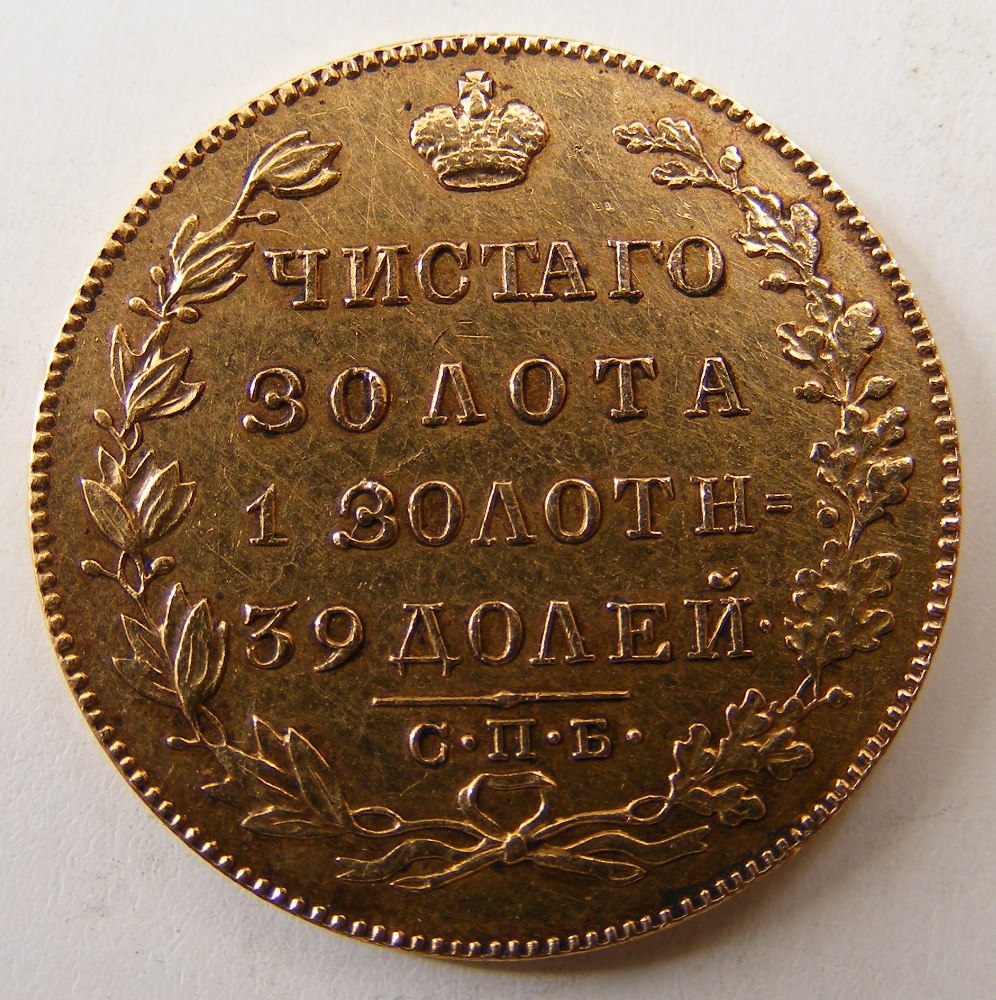 ЧИСТАГО
ЗОЛОТА
1 ЗОЛОТН=
39 ДОЛЕЙ·
С·П·Б·